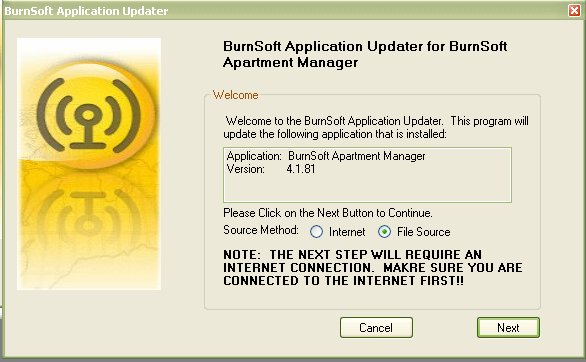 BurnSoft Application Updater
BurnSoft Application Updater for BurnSoft
Apartment Manager
Welcome
Welcome to the BurnSoft Application Updater. This program will
update the following application that is installed:
Application: BurnSoft Apartment Manager
Version: 4.1.81
Please Click on the Next Button to Continue.
Source Method: Internet File Source
NOTE: THE NEXT STEP WILL REQUIRE AN
INTERNET CONNECTION. MAKRE SURE YOU ARE
CONNECTED TO THE INTERNET FIRST!!
Cancel Next